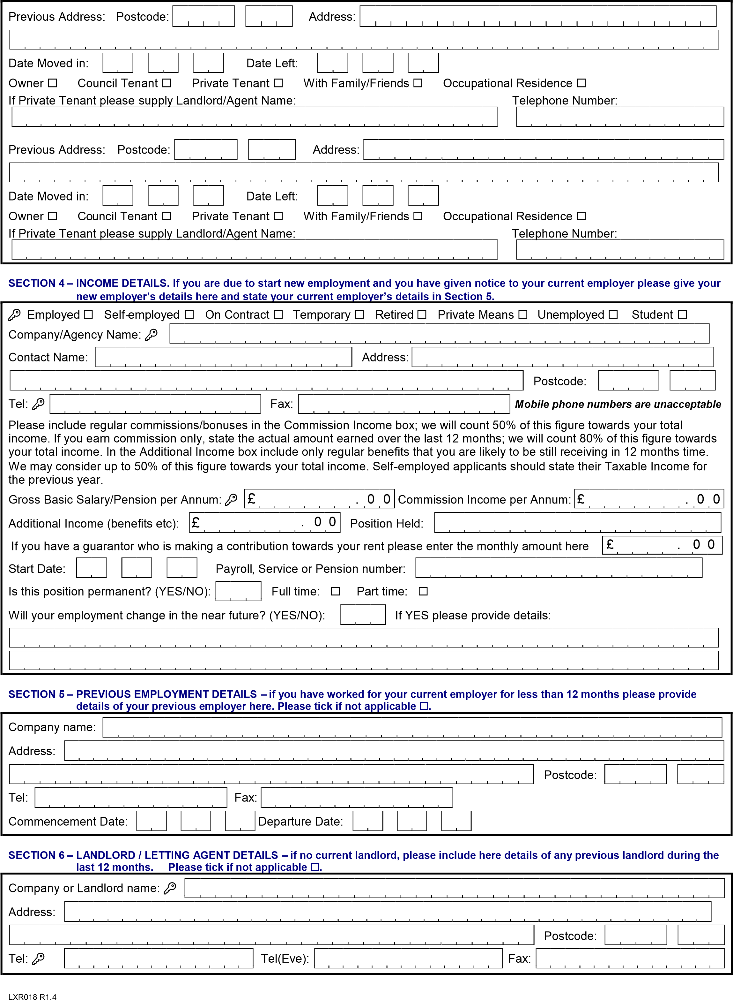 Previous Address: Postcode: Address:
Date Moved in: Date Left:
Owner ☐ Council Tenant ☐ Private Tenant ☐ With Family/Friends ☐ Occupational Residence ☐
If Private Tenant please supply Landlord/Agent Name: Telephone Number:
Previous Address: Postcode: Address:
Date Moved in: Date Left:
Owner ☐ Council Tenant ☐ Private Tenant ☐ With Family/Friends ☐ Occupational Residence ☐
If Private Tenant please supply Landlord/Agent Name: Telephone Number:
SECTION 4 – INCOME DETAILS. If you are due to start new employment and you have given notice to your current employer please give your
new employer's details here and state your current employer's details in Section 5.
Employed ☐ Self-employed ☐ On Contract ☐ Temporary ☐ Retired ☐ Private Means ☐ Unemployed ☐ Student ☐
Company/Agency Name:
Contact Name: Address:
Postcode:
Tel: Fax: Mobile phone numbers are unacceptable
Please include regular commissions/bonuses in the Commission Income box; we will count 50% of this figure towards your total
income. If you earn commission only, state the actual amount earned over the last 12 months; we will count 80% of this figure towards
your total income. In the Additional Income box include only regular benefits that you are likely to be still receiving in 12 months time.
We may consider up to 50% of this figure towards your total income. Self-employed applicants should state their Taxable Income for
the previous year.
Gross Basic Salary/Pension per Annum: £ . 0 0 Commission Income per Annum: £ . 0 0
Additional Income (benefits etc): £ . 0 0 Position Held:
If you have a guarantor who is making a contribution towards your rent please enter the monthly amount here £ . 0 0
Start Date: Payroll, Service or Pension number:
Is this position permanent? (YES/NO): Full time: ☐ Part time: ☐
Will your employment change in the near future? (YES/NO): If YES please provide details:
SECTION 5 – PREVIOUS EMPLOYMENT DETAILS – if you have worked for your current employer for less than 12 months please provide
details of your previous employer here. Please tick if not applicable ☐.
Company name:
Address:
Postcode:
Tel: Fax:
Commencement Date: Departure Date:
SECTION 6 – LANDLORD / LETTING AGENT DETAILS – if no current landlord, please include here details of any previous landlord during the
last 12 months. Please tick if not applicable ☐.
Company or Landlord name:
Address:
Postcode:
Tel: Tel(Eve): Fax:
LXR018 R1.4